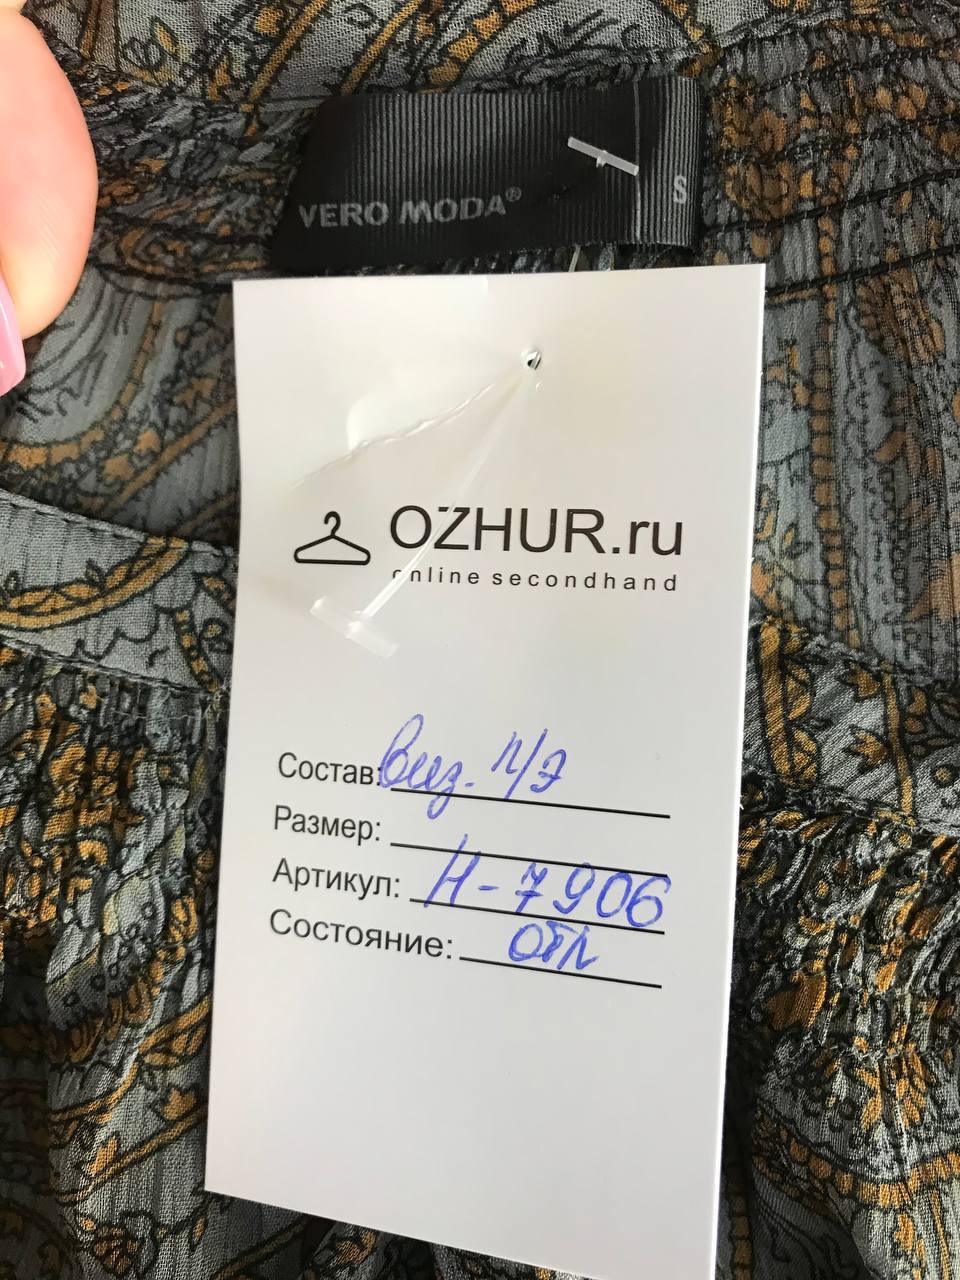 VERO MODA®
S
OZHUR.ru
online secondhand
Состав: виз. п/э
Размер:
Артикул: Н-7906
Состояние: отл